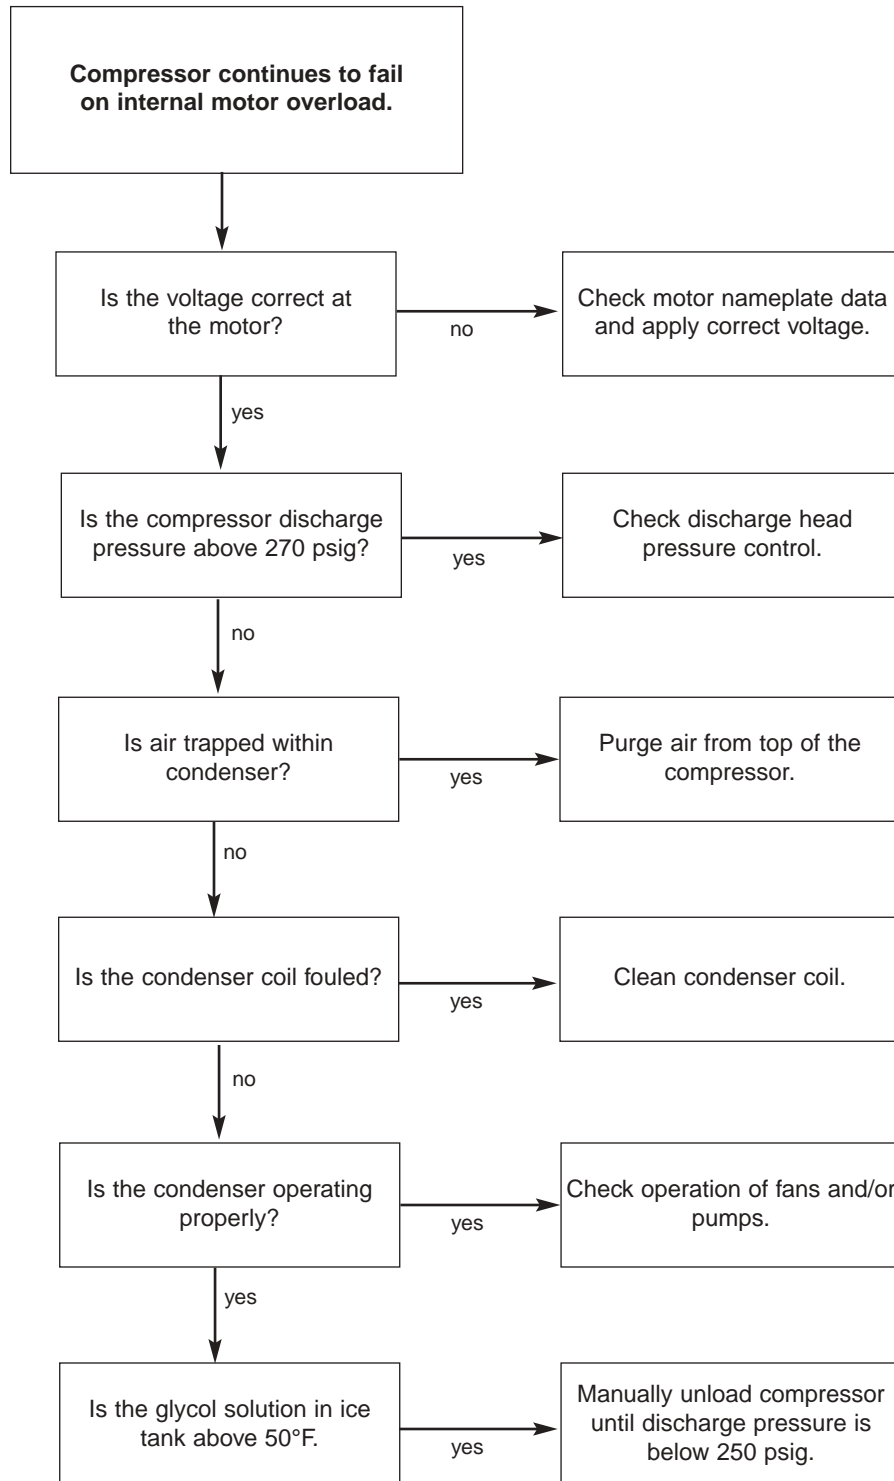 Compressor continues to fail
on internal motor overload.
Is the voltage correct at
the motor?
no
Check motor nameplate data
and apply correct voltage.
yes
Is the compressor discharge
pressure above 270 psig?
yes
Check discharge head
pressure control.
no
Is air trapped within
condenser?
yes
Purge air from top of the
compressor.
no
Is the condenser coil fouled?
yes
Clean condenser coil.
no
Is the condenser operating
properly?
yes
Check operation of fans and/or
pumps.
yes
Is the glycol solution in ice
tank above 50°F.
yes
Manually unload compressor
until discharge pressure is
below 250 psig.